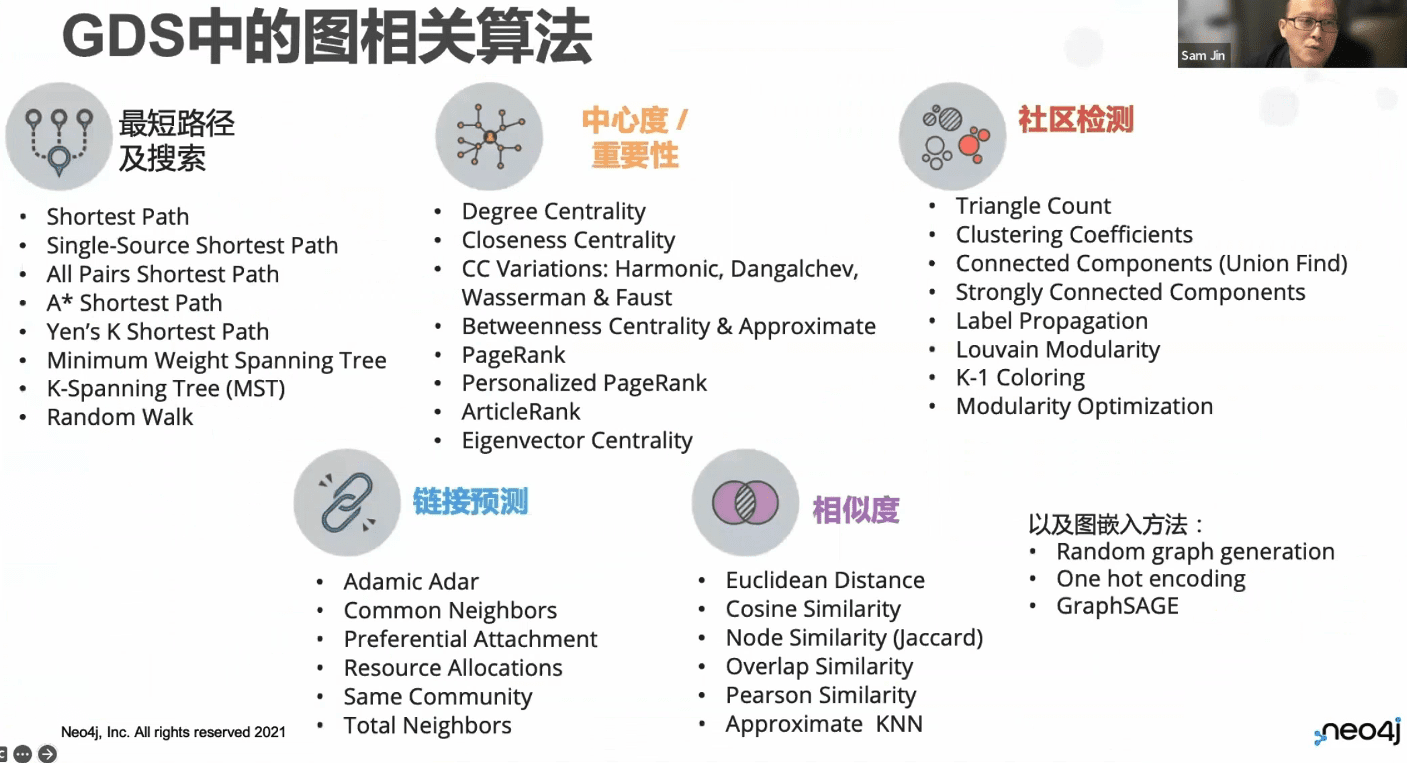 GDS中的图相关算法
Sam Jin
最短路径
及搜索
• Shortest Path
• Single-Source Shortest Path
• All Pairs Shortest Path
• A* Shortest Path
• Yen’s K Shortest Path
• Minimum Weight Spanning Tree
• K-Spanning Tree (MST)
• Random Walk
中心度 /
重要性
• Degree Centrality
• Closeness Centrality
• CC Variations: Harmonic, Dangalchev,
Wasserman & Faust
• Betweenness Centrality & Approximate
• PageRank
• Personalized PageRank
• ArticleRank
• Eigenvector Centrality
社区检测
• Triangle Count
• Clustering Coefficients
• Connected Components (Union Find)
• Strongly Connected Components
• Label Propagation
• Louvain Modularity
• K-1 Coloring
• Modularity Optimization
链接预测
• Adamic Adar
• Common Neighbors
• Preferential Attachment
• Resource Allocations
• Same Community
• Total Neighbors
相似度
• Euclidean Distance
• Cosine Similarity
• Node Similarity (Jaccard)
• Overlap Similarity
• Pearson Similarity
• Approximate KNN
以及图嵌入方法：
• Random graph generation
• One hot encoding
• GraphSAGE
Neo4j, Inc. All rights reserved 2021
neo4j